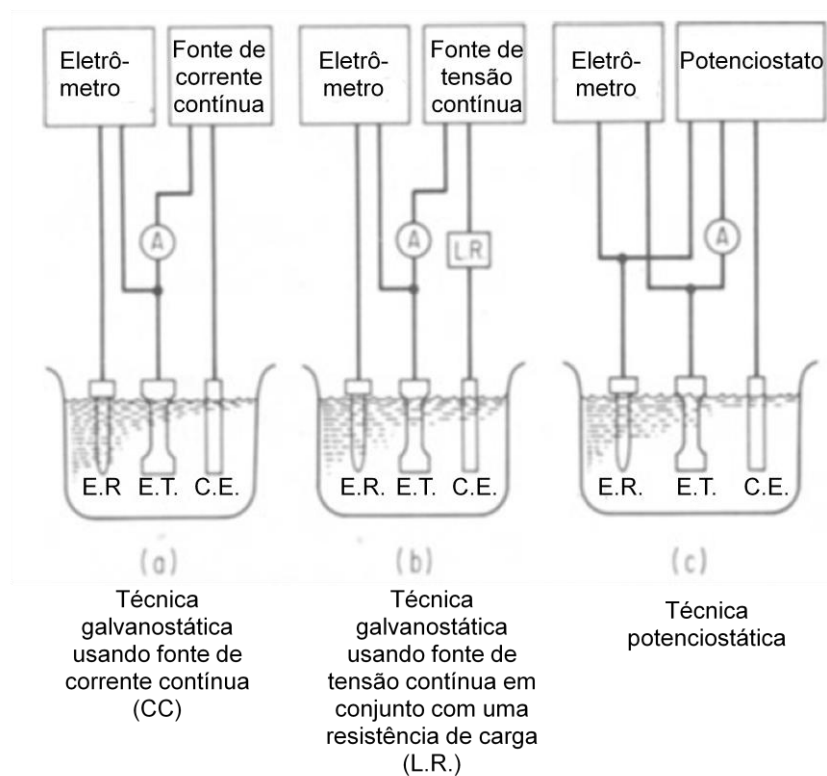 Eletrô-
metro
Fonte de
corrente
contínua
Eletrô-
metro
Fonte de
tensão
contínua
Eletrô-
metro
Potenciostato
A
A
L.R.
A
E.R
E.T.
C.E.
E.R.
E.T.
C.E.
E.R.
E.T.
C.E.
(a)
(b)
(c)
Técnica
galvanostática
usando fonte de
corrente contínua
(CC)
Técnica
galvanostática
usando fonte de
tensão contínua em
conjunto com uma
resistência de carga
(L.R.)
Técnica
potenciostática